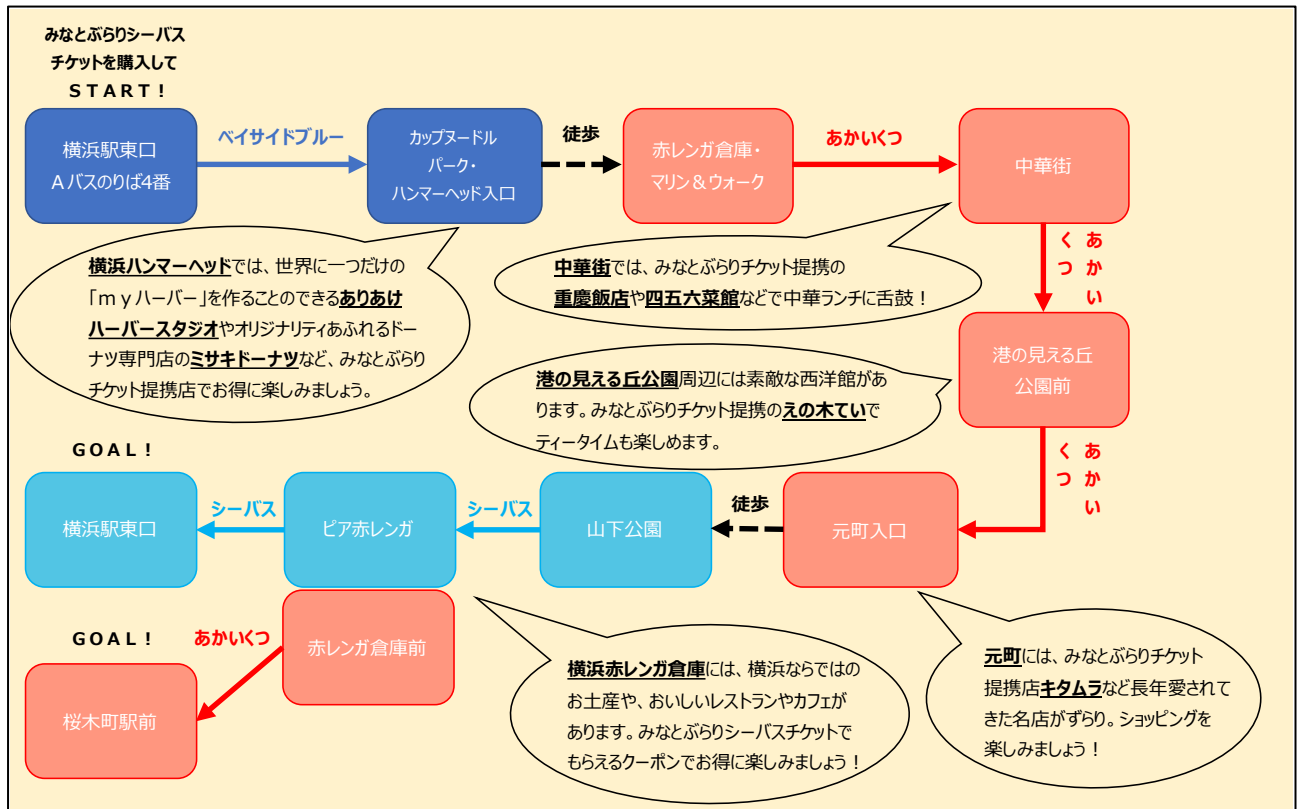 みなとぶらりシーバス
チケットを購入して
ＳＴＡＲＴ！
横浜駅東口
Ａバスのりば4番
ベイサイドブルー
カップヌードル
パーク・
ハンマーヘッド入口
徒歩
赤レンガ倉庫・
マリン＆ウォーク
あかいくつ
中華街
横浜ハンマーヘッドでは、世界に一つだけの
「ｍｙハーバー」を作ることのできるありあけ
ハーバースタジオやオリジナリティあふれるドー
ナツ専門店のミサキドーナツなど、みなとぶらり
チケット提携店でお得に楽しみましょう。
中華街では、みなとぶらりチケット提携の
重慶飯店や四五六菜館などで中華ランチに舌鼓！
あかい
くつ
港の見える丘
公園前
港の見える丘公園周辺には素敵な西洋館があ
ります。みなとぶらりチケット提携のえの木ていで
ティータイムも楽しめます。
あかい
くつ
ＧＯＡＬ！
横浜駅東口
シーバス
ピア赤レンガ
シーバス
山下公園
徒歩
元町入口
ＧＯＡＬ！
あかいくつ
赤レンガ倉庫前
桜木町駅前
横浜赤レンガ倉庫には、横浜ならではの
お土産や、おいしいレストランやカフェが
あります。みなとぶらりシーバスチケットで
もらえるクーポンでお得に楽しみましょう！
元町には、みなとぶらりチケット
提携店キタムラなど長年愛されて
きた名店がずらり。ショッピングを
楽しみましょう！